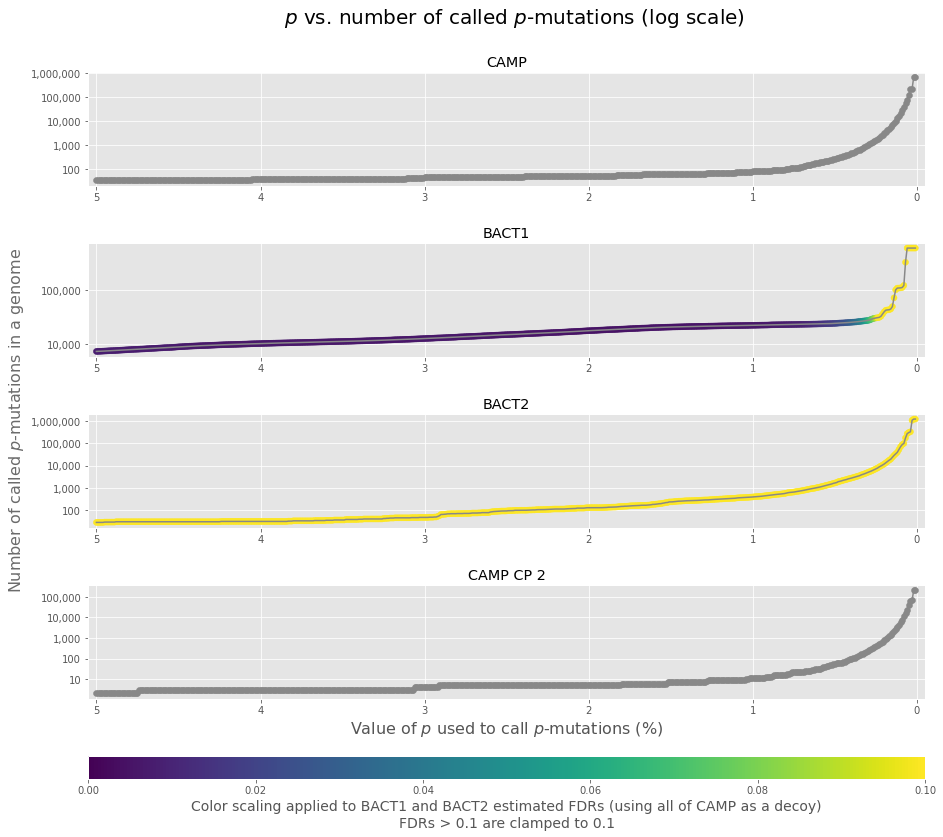 p vs. number of called p-mutations (log scale)
CAMP
1,000,000
100,000
10,000
1,000
100
5 4 3 2 1 0
BACT1
100,000
10,000
5 4 3 2 1 0
BACT2
1,000,000
100,000
10,000
1,000
100
5 4 3 2 1 0
CAMP CP 2
100,000
10,000
1,000
100
10
5 4 3 2 1 0
Number of called p-mutations in a genome
Value of p used to call p-mutations (%)
0.00 0.02 0.04 0.06 0.08 0.10
Color scaling applied to BACT1 and BACT2 estimated FDRs (using all of CAMP as a decoy)
FDRs > 0.1 are clamped to 0.1